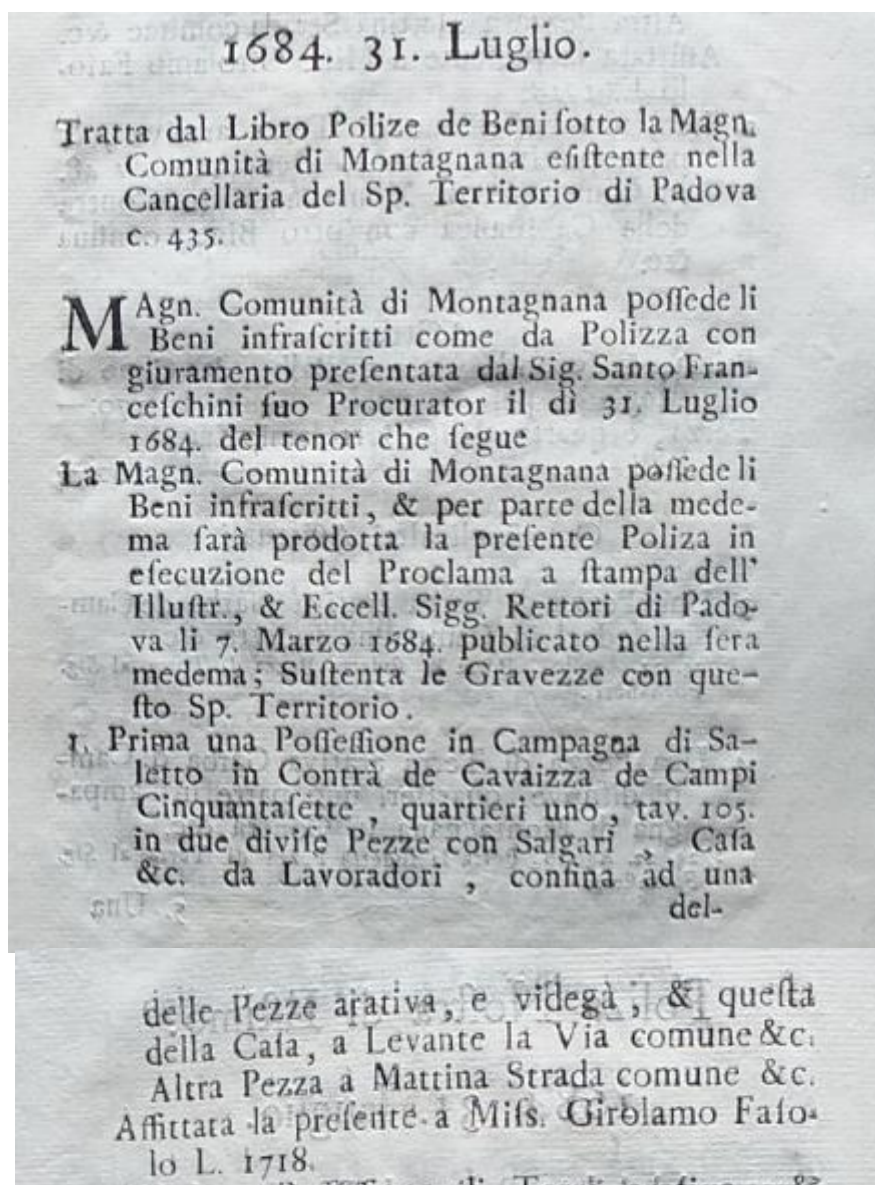 1684. 31. Luglio.
Tratta dal Libro Polize de Beni ſotto la Magn.
Comunità di Montagnana eſiſtente nella
Cancellaria del Sp. Territorio di Padova
c. 435.
MAgn. Comunità di Montagnana poſſede li
Beni infraſcritti come da Polizza con
giuramento preſentata dal Sig. Santo Fran-
ceſchini ſuo Procurator il dì 31. Luglio
1684. del tenor che ſegue
La Magn. Comunità di Montagnana poſſede li
Beni infraſcritti, & per parte della mede-
ma ſarà prodotta la preſente Poliza in
eſecuzione del Proclama a ſtampa dell'
Illuſtr., & Eccell. Sigg. Rettori di Pado-
va li 7. Marzo 1684. publicato nella ſera
medema; Suſtenta le Gravezze con que-
ſto Sp. Territorio.
1. Prima una Poſſeſſione in Campagna di Sa-
letto in Contrà de Cavaizza de Campi
Cinquantaſette, quartieri uno, tav. 105.
in due diviſe Pezze con Salgari, Caſa
&c. da Lavoradori, confina ad una
del-
delle Pezze arativa, e videgà, & queſta
della Caſa, a Levante la Via comune &c.
Altra Pezza a Mattina Strada comune &c.
Affittata la preſente a Miſs. Girolamo Faſo-
lo L. 1718.